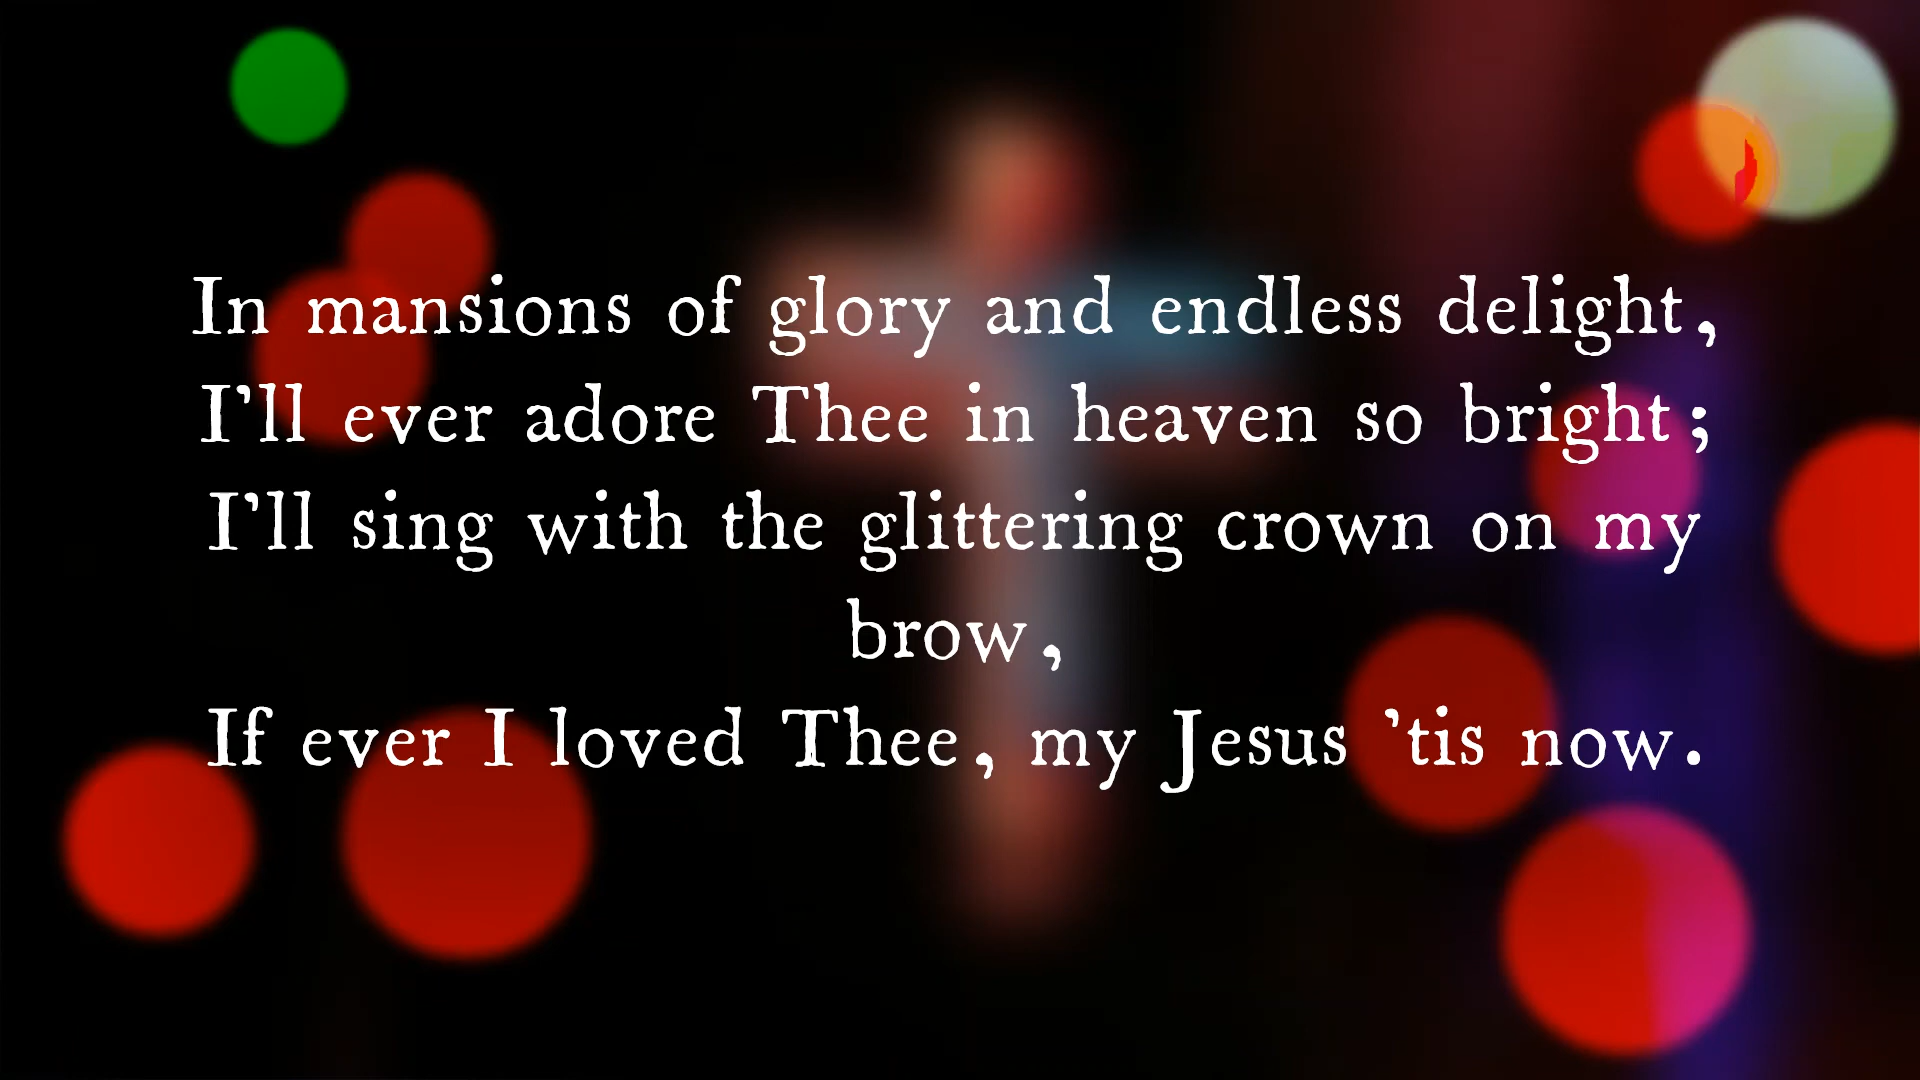 In mansions of glory and endless delight,
I’ll ever adore Thee in heaven so bright;
I’ll sing with the glittering crown on my
brow,
If ever I loved Thee, my Jesus ’tis now.